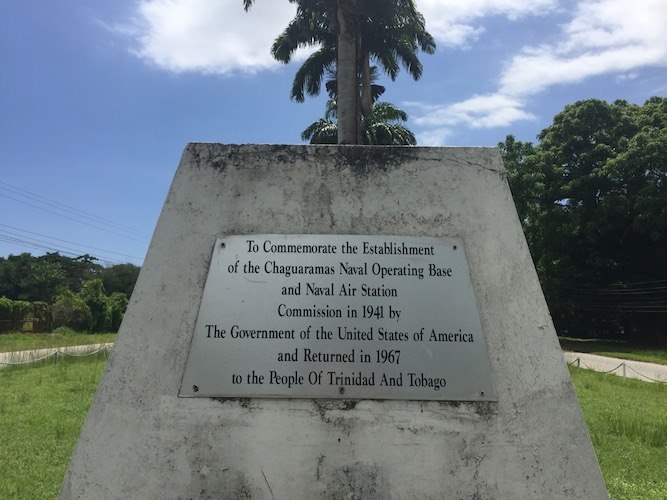 To Commemorate the Establishment
of the Chaguaramas Naval Operating Base
and Naval Air Station
Commission in 1941 by
The Government of the United States of America
and Returned in 1967
to the People Of Trinidad And Tobago